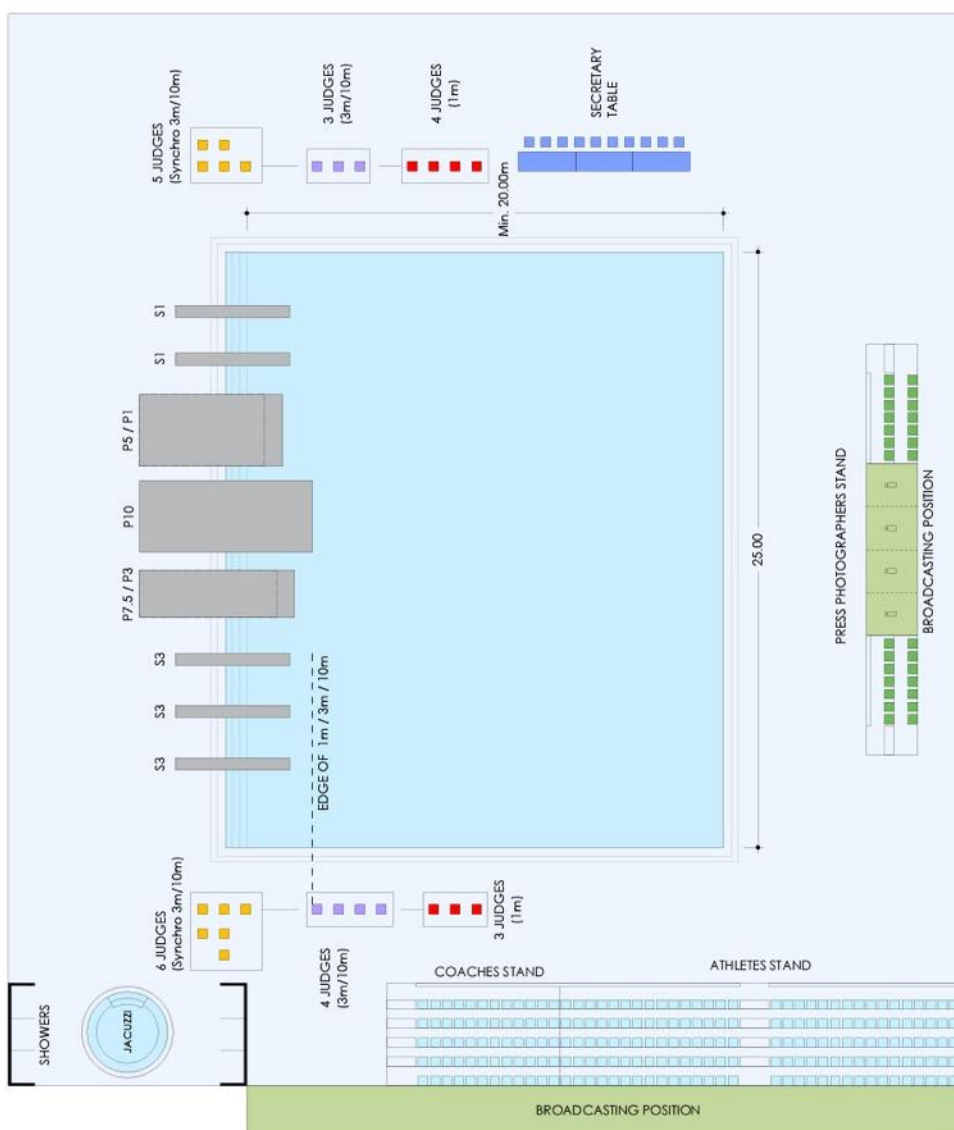 5 JUDGES
(Synchro 3m/10m)
3 JUDGES
(3m/10m)
4 JUDGES
(1m)
SECRETARY
TABLE
Min. 20.00m
S1
S1
P5 / P1
P10
P7.5 / P3
S3
S3
S3
EDGE OF 1m / 3m / 10m
25.00
PRESS PHOTOGRAPHERS STAND
BROADCASTING POSITION
6 JUDGES
(Synchro 3m/10m)
4 JUDGES
(3m/10m)
3 JUDGES
(1m)
SHOWERS
JACUZZI
COACHES STAND
ATHLETES STAND
BROADCASTING POSITION